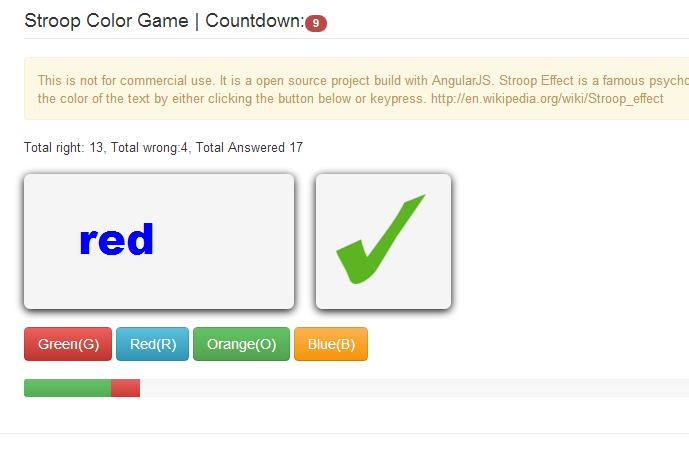 Stroop Color Game | Countdown: 9
This is not for commercial use. It is a open source project build with AngularJS. Stroop Effect is a famous psycho
the color of the text by either clicking the button below or keypress. http://en.wikipedia.org/wiki/Stroop_effect
Total right: 13, Total wrong:4, Total Answered 17
red
Green(G) Red(R) Orange(O) Blue(B)